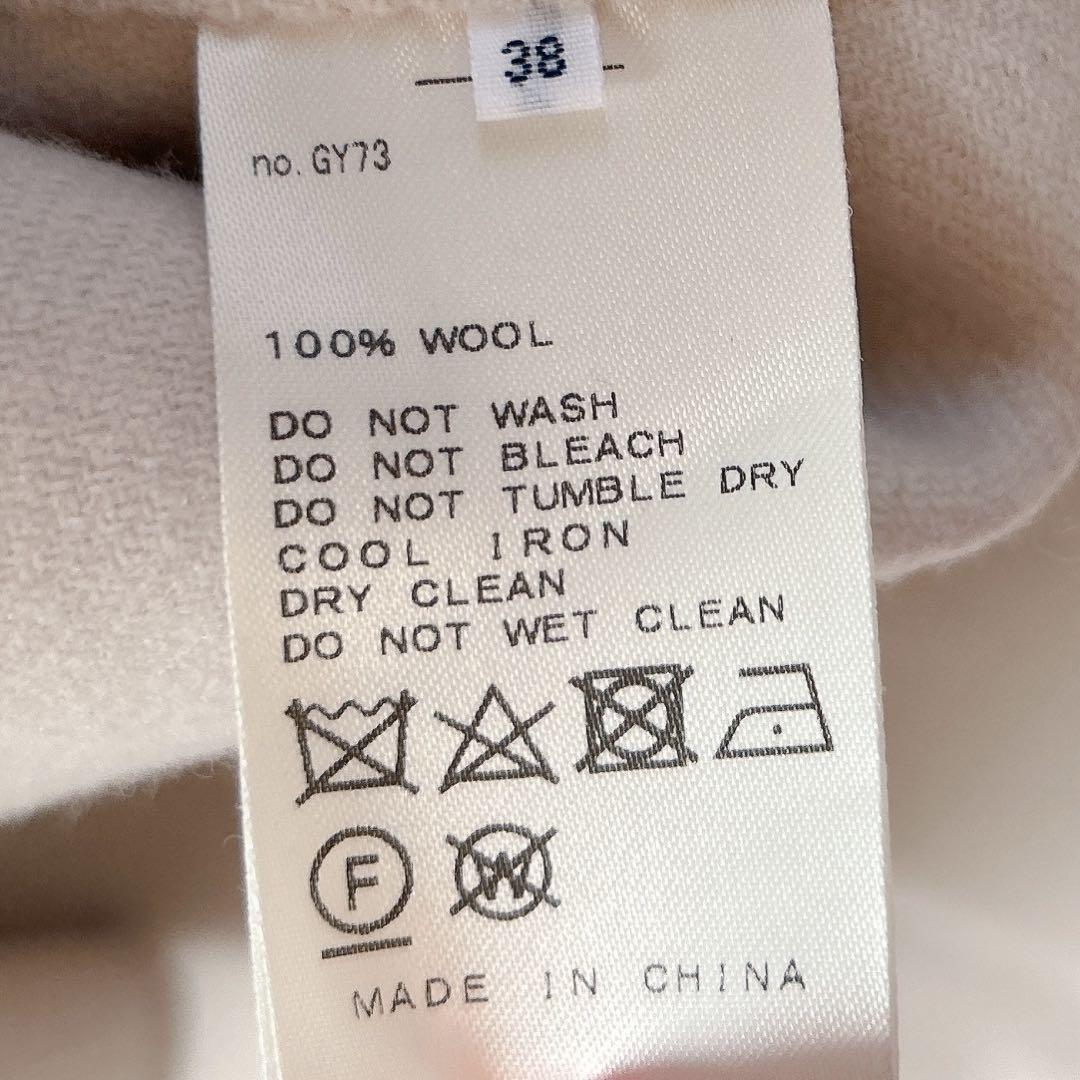 38
no. GY73
100% WOOL
DO NOT WASH
DO NOT BLEACH
DO NOT TUMBLE DRY
COOL IRON
DRY CLEAN
DO NOT WET CLEAN
F W
MADE IN CHINA